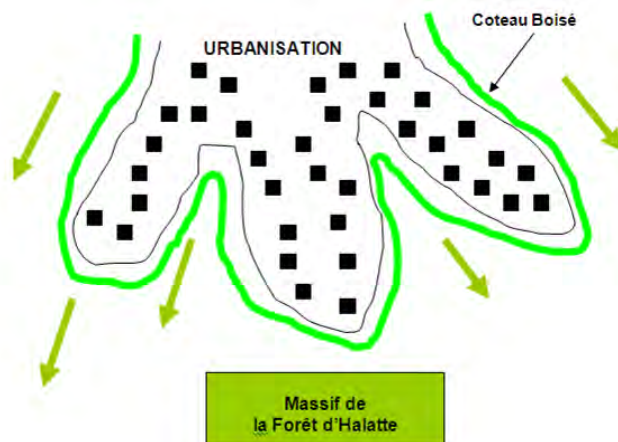 Coteau Boisé
URBANISATION
Massif de
la Forêt d'Halatte